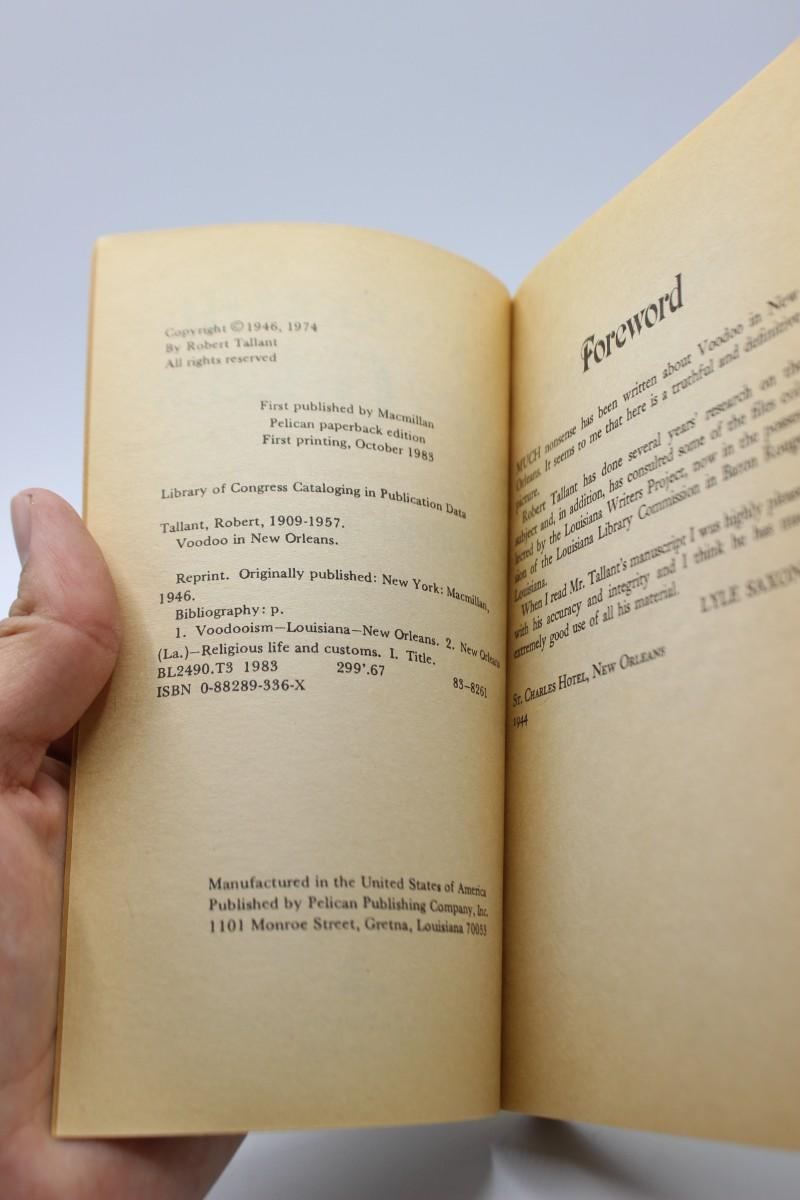 Copyright © 1946, 1974
By Robert Tallant
All rights reserved
First published by Macmillan
Pelican paperback edition
First printing, October 1983
Library of Congress Cataloging in Publication Data
Tallant, Robert, 1909-1957.
Voodoo in New Orleans.
Reprint. Originally published: New York: Macmillan,
1946.
Bibliography: p.
1. Voodooism—Louisiana—New Orleans. 2. New Orleans
(La.)—Religious life and customs. I. Title.
BL2490.T3 1983 299'.67 83–8261
ISBN 0-88289-336-X
Manufactured in the United States of America
Published by Pelican Publishing Company, Inc.
1101 Monroe Street, Gretna, Louisiana 70053
Foreword
MUCH nonsense has been written about Voodoo in New
Orleans. It seems to me that here is a truthful and definitive
picture.
Robert Tallant has done several years' research on the
subject and, in addition, has consulted some of the files col-
lected by the Louisiana Writers Project, now in the posses-
sion of the Louisiana Library Commission in Baton Rouge,
Louisiana.
When I read Mr. Tallant's manuscript I was highly pleased
with his accuracy and integrity and I think he has made
extremely good use of all his material.
LYLE SAXON
St. Charles Hotel, New Orleans
1944